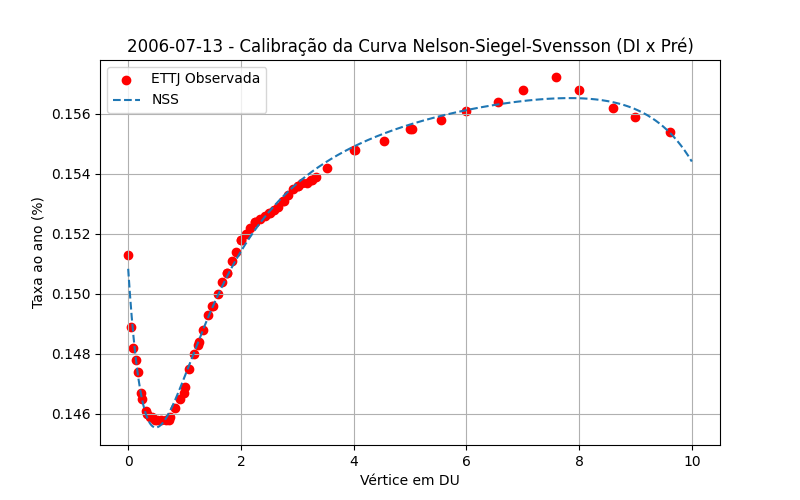 2006-07-13 - Calibração da Curva Nelson-Siegel-Svensson (DI x Pré)
ETTJ Observada
NSS
Taxa ao ano (%)
0.156
0.154
0.152
0.150
0.148
0.146
0 2 4 6 8 10
Vértice em DU